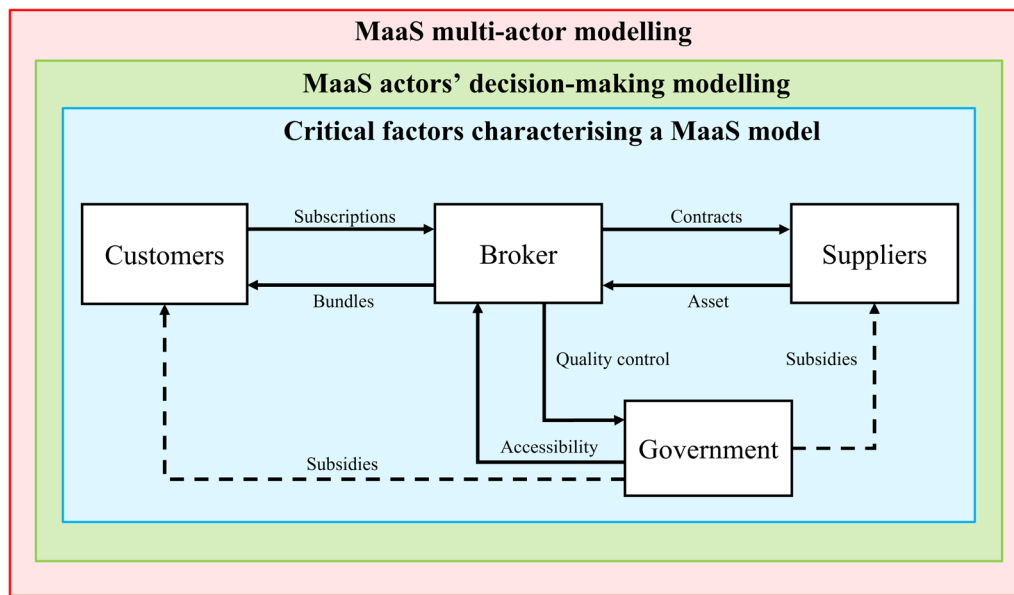 MaaS multi-actor modelling
MaaS actors’ decision-making modelling
Critical factors characterising a MaaS model
Subscriptions
Contracts
Customers
Broker
Suppliers
Bundles
Asset
Quality control
Subsidies
Accessibility
Government
Subsidies